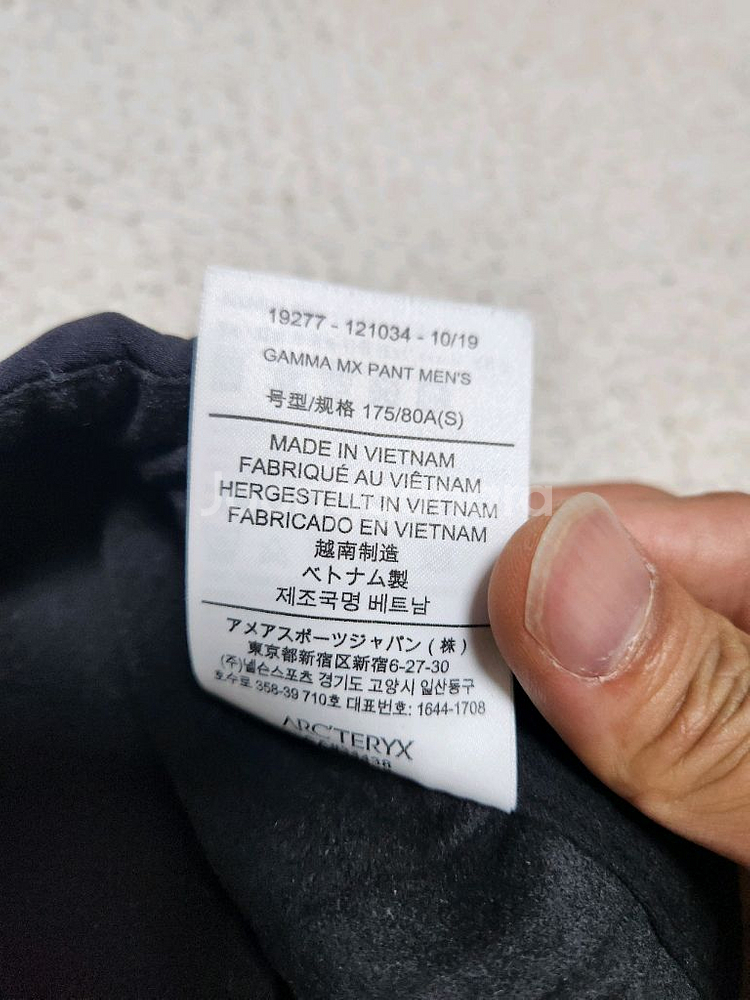 19277 - 121034 - 10/19
GAMMA MX PANT MEN'S
号型/规格 175/80A(S)
MADE IN VIETNAM
FABRIQUÉ AU VIÊTNAM
HERGESTELLT IN VIETNAM
FABRICADO EN VIETNAM
越南制造
ベトナム製
제조국명 베트남
アメアスポーツジャパン (株)
東京都新宿区新宿6-27-30
(주)넬슨스포츠 경기도 고양시 일산동구
호수로 358-39 710호 대표번호: 1644-1708
ARC'TERYX